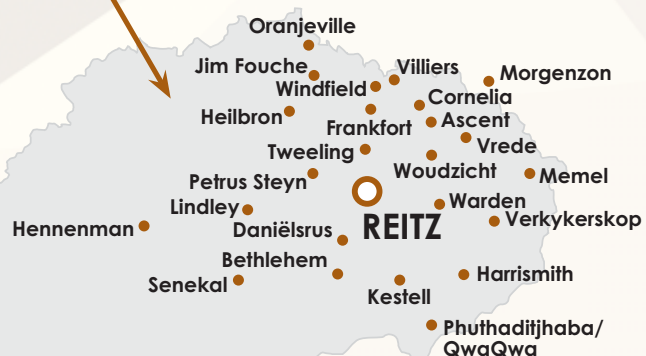 Oranjeville
Jim Fouche
Villiers
Morgenzon
Windfield
Cornelia
Heilbron
Frankfort
Ascent
Tweeling
Vrede
Woudzicht
Petrus Steyn
Memel
Lindley
Warden
Hennenman
Daniëlsrus
REITZ
Verkykerskop
Bethlehem
Senekal
Harrismith
Kestell
Phuthaditjhaba/
QwaQwa